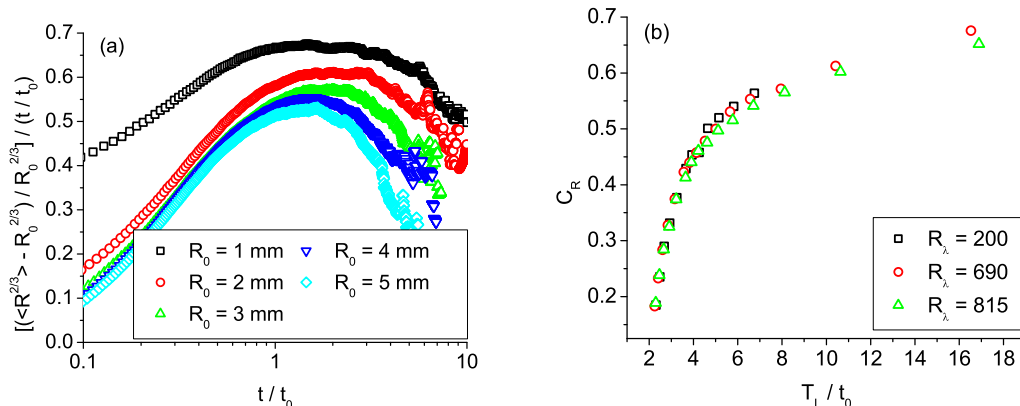 (a)
[(<R^2/3> - R_0^2/3) / R_0^2/3] / (t / t_0)
0.7
0.6
0.5
0.4
0.3
0.2
0.1
0.0
R_0 = 1 mm
R_0 = 4 mm
R_0 = 2 mm
R_0 = 5 mm
R_0 = 3 mm
0.1
1
10
t / t_0
(b)
C_R
0.7
0.6
0.5
0.4
0.3
0.2
R_λ = 200
R_λ = 690
R_λ = 815
2 4 6 8 10 12 14 16 18
T_L / t_0